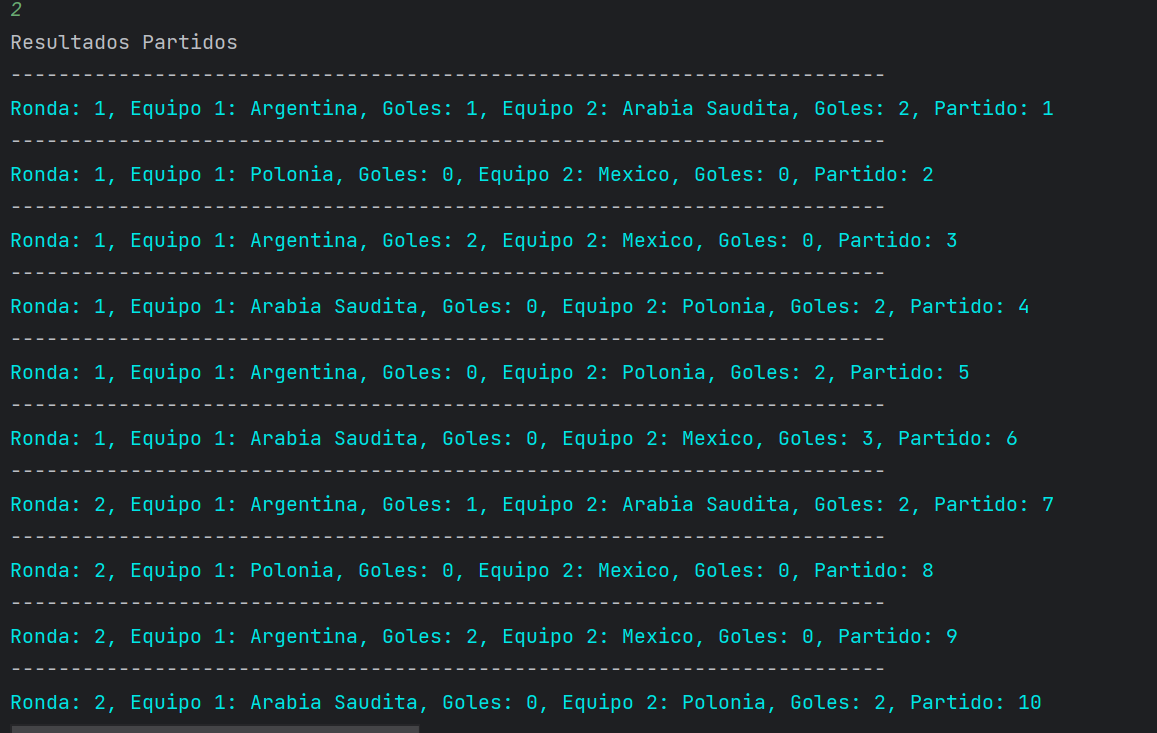 2
Resultados Partidos
-------------------------------------------------------------------------
Ronda: 1, Equipo 1: Argentina, Goles: 1, Equipo 2: Arabia Saudita, Goles: 2, Partido: 1
-------------------------------------------------------------------------
Ronda: 1, Equipo 1: Polonia, Goles: 0, Equipo 2: Mexico, Goles: 0, Partido: 2
-------------------------------------------------------------------------
Ronda: 1, Equipo 1: Argentina, Goles: 2, Equipo 2: Mexico, Goles: 0, Partido: 3
-------------------------------------------------------------------------
Ronda: 1, Equipo 1: Arabia Saudita, Goles: 0, Equipo 2: Polonia, Goles: 2, Partido: 4
-------------------------------------------------------------------------
Ronda: 1, Equipo 1: Argentina, Goles: 0, Equipo 2: Polonia, Goles: 2, Partido: 5
-------------------------------------------------------------------------
Ronda: 1, Equipo 1: Arabia Saudita, Goles: 0, Equipo 2: Mexico, Goles: 3, Partido: 6
-------------------------------------------------------------------------
Ronda: 2, Equipo 1: Argentina, Goles: 1, Equipo 2: Arabia Saudita, Goles: 2, Partido: 7
-------------------------------------------------------------------------
Ronda: 2, Equipo 1: Polonia, Goles: 0, Equipo 2: Mexico, Goles: 0, Partido: 8
-------------------------------------------------------------------------
Ronda: 2, Equipo 1: Argentina, Goles: 2, Equipo 2: Mexico, Goles: 0, Partido: 9
-------------------------------------------------------------------------
Ronda: 2, Equipo 1: Arabia Saudita, Goles: 0, Equipo 2: Polonia, Goles: 2, Partido: 10